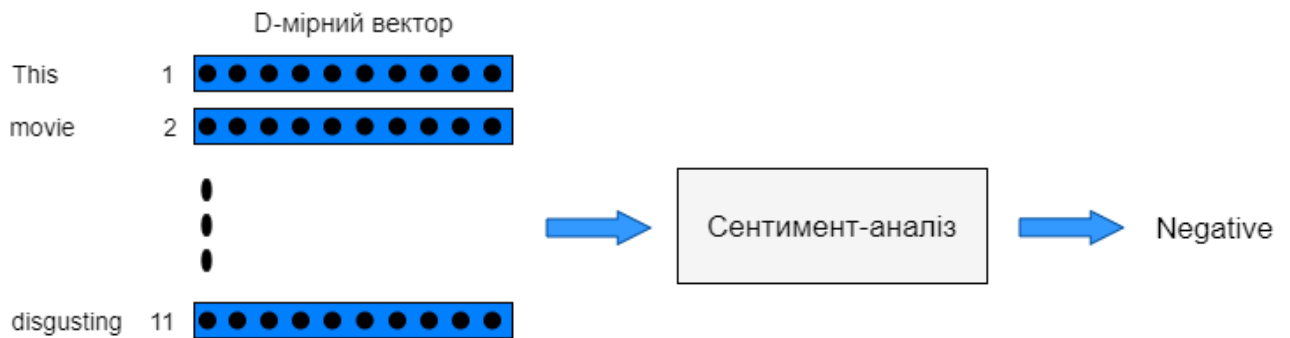 D-мірний вектор
This 1
movie 2
Сентимент-аналіз
Negative
disgusting 11